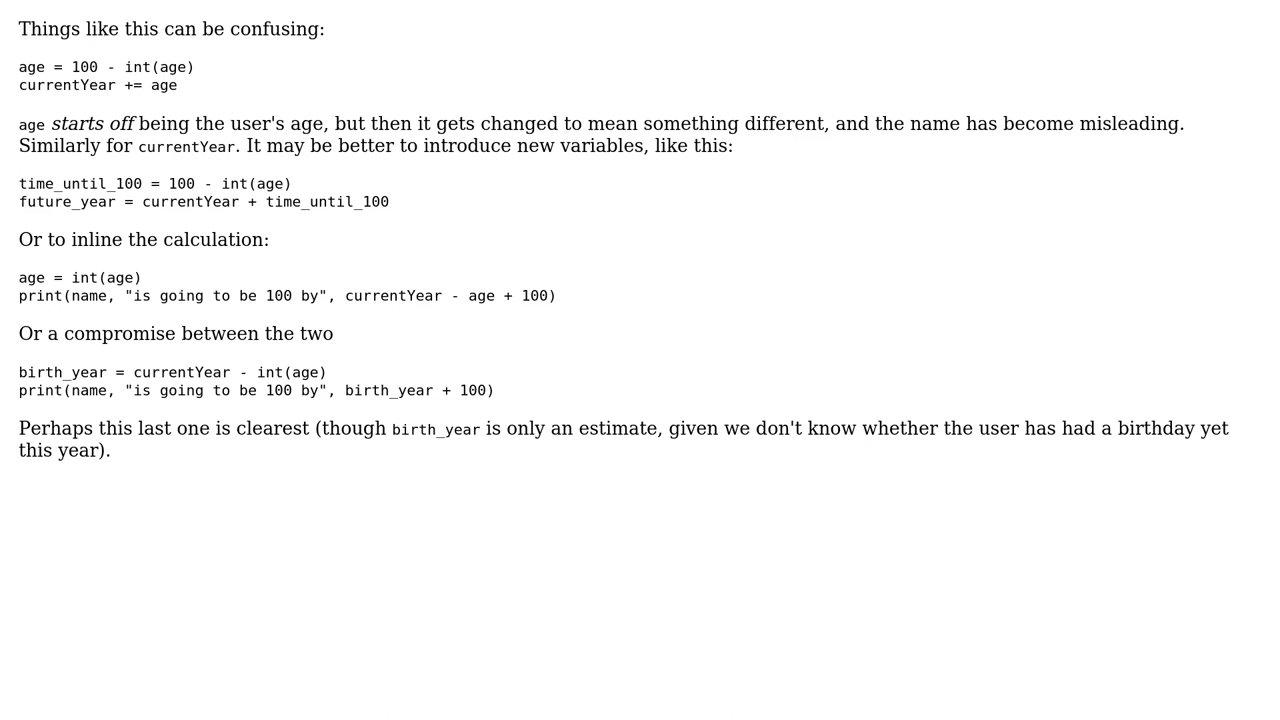 Things like this can be confusing:
age = 100 - int(age)
currentYear += age
age starts off being the user's age, but then it gets changed to mean something different, and the name has become misleading.
Similarly for currentYear. It may be better to introduce new variables, like this:
time_until_100 = 100 - int(age)
future_year = currentYear + time_until_100
Or to inline the calculation:
age = int(age)
print(name, "is going to be 100 by", currentYear - age + 100)
Or a compromise between the two
birth_year = currentYear - int(age)
print(name, "is going to be 100 by", birth_year + 100)
Perhaps this last one is clearest (though birth_year is only an estimate, given we don't know whether the user has had a birthday yet
this year).